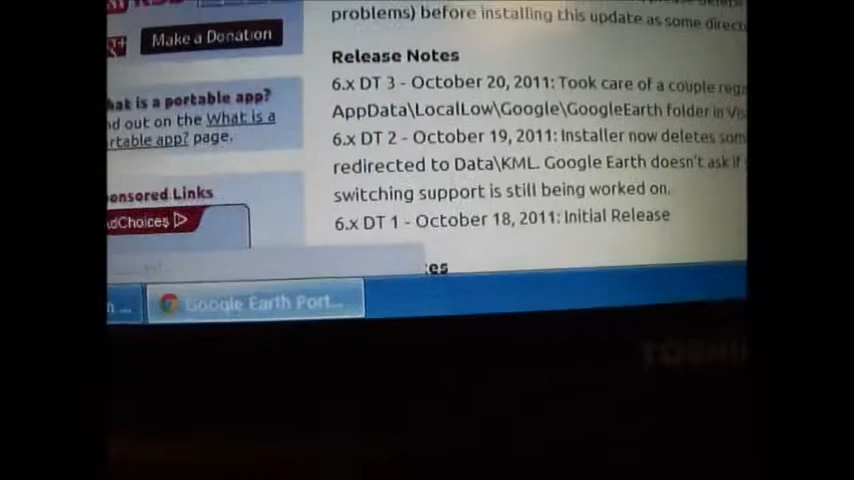 problems) before installing this update as some direct
Make a Donation
Release Notes
6.x DT 3 - October 20, 2011: Took care of a couple reg
AppData\LocalLow\Google\GoogleEarth folder in Vis
6.x DT 2 - October 19, 2011: Installer now deletes som
redirected to Data\KML. Google Earth doesn't ask if
switching support is still being worked on.
6.x DT 1 - October 18, 2011: Initial Release
hat is a portable app?
nd out on the What is a
rtable app? page.
onsored Links
dChoices
tes
Google Earth Port...
TOSHIB